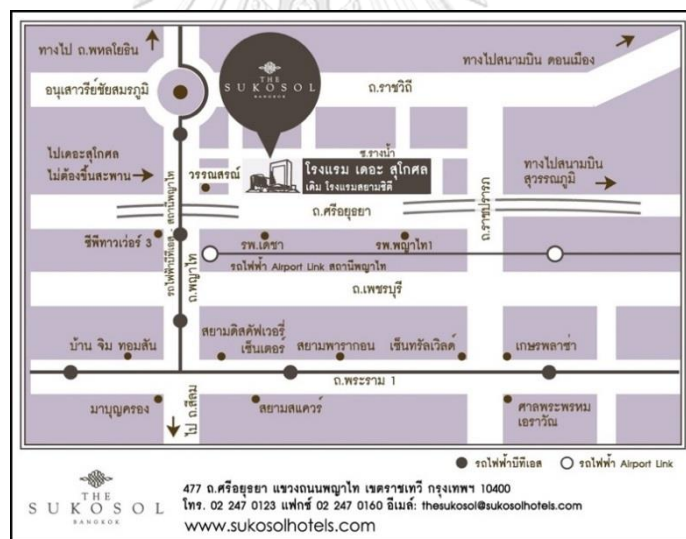 ทางไป ถ.พหลโยธิน
THE
SUKOSOL
BANGKOK
ทางไปสนามบิน ดอนเมือง
อนุเสาวรีย์ชัยสมรภูมิ
ถ.ราชวิถี
ไปเดอะสุโกศล
ไม่ต้องขึ้นสะพาน
วรรณสรณ์
ซ.รางน้ำ
โรงแรม เดอะ สุโกศล
เดิม โรงแรมสยามซิตี้
ทางไปสนามบิน
สุวรรณภูมิ
ถ.ศรีอยุธยา
ถ.ราชปรารภ
ซีพีทาวเว่อร์ 3
รถไฟฟ้าบีทีเอส - สถานีพญาไท
ถ.พญาไท
รพ.เดชา
รพ.พญาไท1
รถไฟฟ้า Airport Link สถานีพญาไท
ถ.เพชรบุรี
บ้าน จิม ทอมสัน
สยามดิสคัฟเวอรี่
เซ็นเตอร์
สยามพารากอน
เซ็นทรัลเวิลด์
เกษรพลาซ่า
ถ.พระราม 1
มาบุญครอง
ไป ถ.สีลม
สยามสแควร์
ศาลพระพรหม
เอราวัณ
รถไฟฟ้าบีทีเอส
รถไฟฟ้า Airport Link
THE
SUKOSOL
BANGKOK
477 ถ.ศรีอยุธยา แขวงถนนพญาไท เขตราชเทวี กรุงเทพฯ 10400
โทร. 02 247 0123 แฟกซ์ 02 247 0160 อีเมล์: thesukosol@sukosolhotels.com
www.sukosolhotels.com